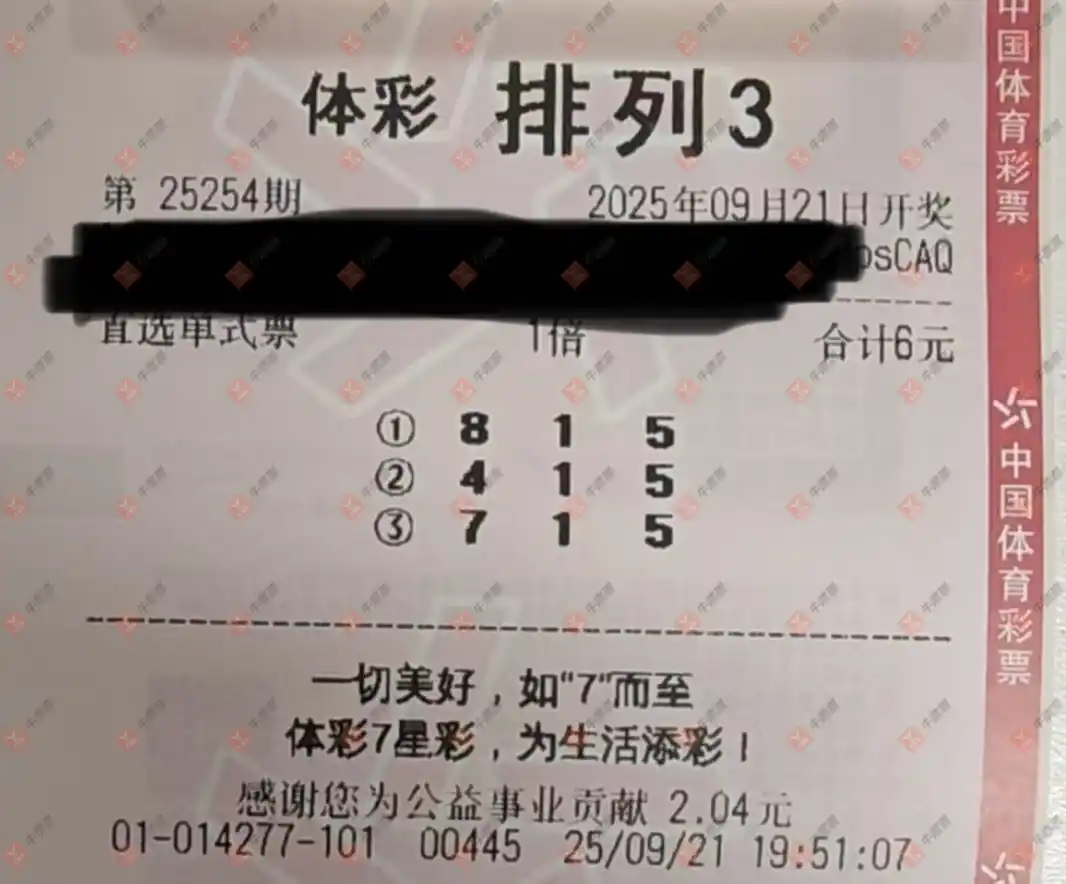 体彩 排列3
第 25254期 2025年09月21日开奖
psCAQ
直选单式票 1倍 合计6元
① 8 1 5
② 4 1 5
③ 7 1 5
一切美好，如“7”而至
体彩7星彩，为生活添彩！
感谢您为公益事业贡献 2.04元
01-014277-101 00445 25/09/21 19:51:07
中国体育彩票
中国体育彩票